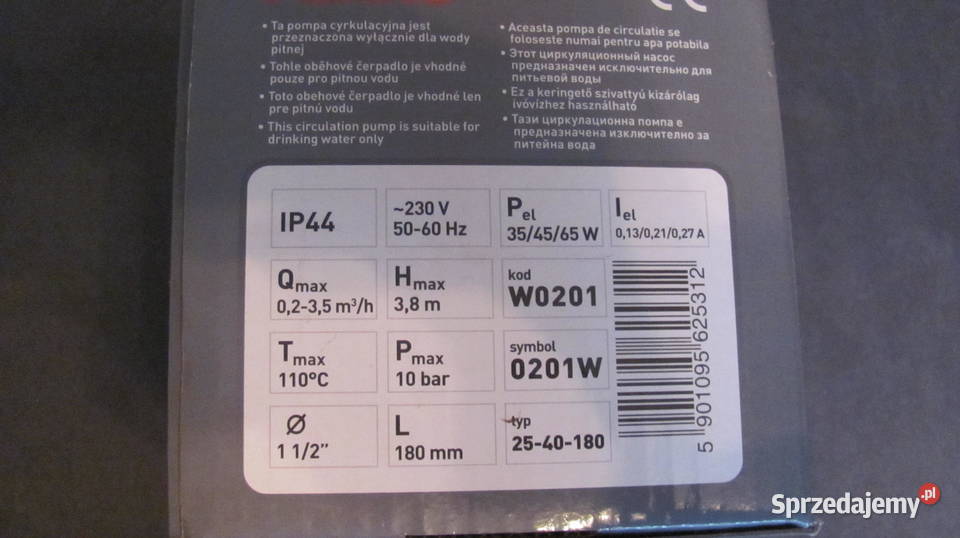 • Ta pompa cyrkulacyjna jest
przeznaczona wyłącznie dla wody
pitnej
• Tohle oběhové čerpadlo je vhodné
pouze pro pitnou vodu
• Toto obehové čerpadlo je vhodné len
pre pitnú vodu
• This circulation pump is suitable for
drinking water only
• Aceasta pompa de circulatie se
foloseste numai pentru apa potabila
• Этот циркуляционный насос
предназначен исключительно для
питьевой воды
• Ez a keringető szivattyú kizárólag
ivóvízhez használható
• Тази циркулационна помпа е
предназначена изключително за
питейна вода
IP44
~230 V
50-60 Hz
Pel
35/45/65 W
Iel
0,13/0,21/0,27 A
Qmax
0,2-3,5 m³/h
Hmax
3,8 m
kod
W0201
Tmax
110°C
Pmax
10 bar
symbol
0201W
Ø
1 1/2”
L
180 mm
typ
25-40-180
5 901095 625312
Sprzedajemy.pl